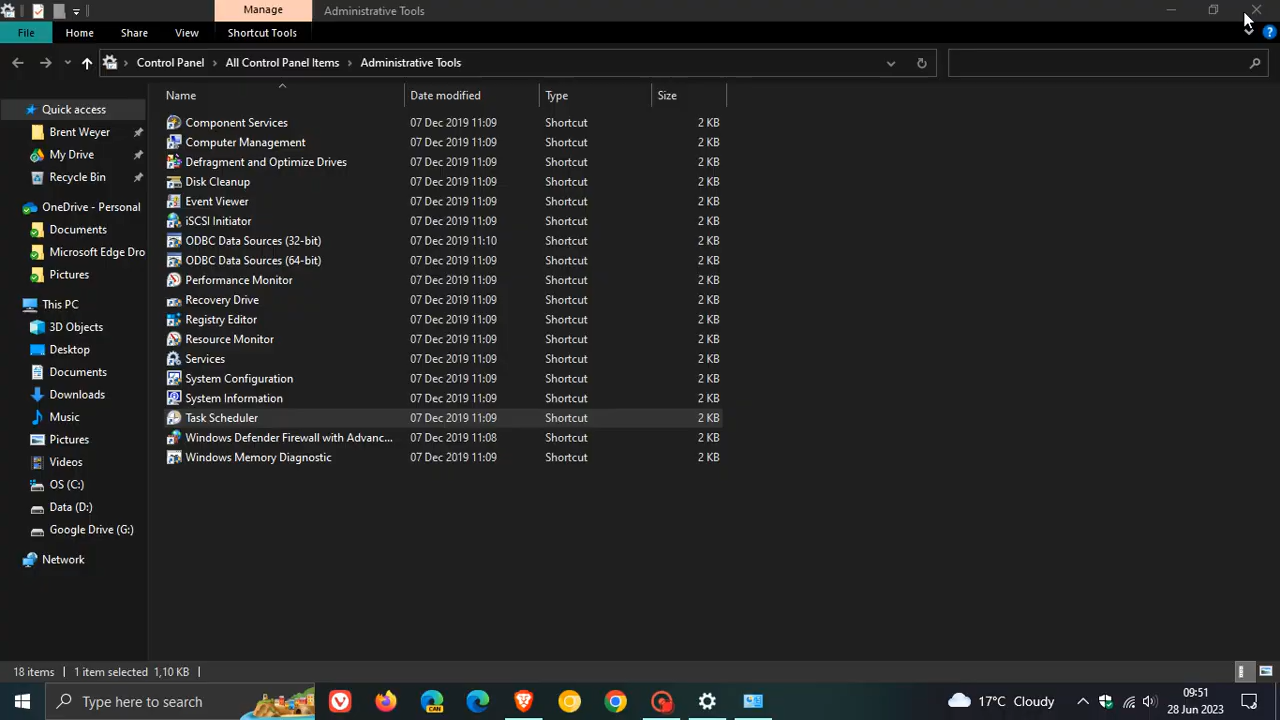 Manage
Administrative Tools
File
Home
Share
View
Shortcut Tools
Control Panel
All Control Panel Items
Administrative Tools
Name
Date modified
Type
Size
Quick access
Brent Weyer
My Drive
Recycle Bin
OneDrive - Personal
Documents
Microsoft Edge Dro
Pictures
This PC
3D Objects
Desktop
Documents
Downloads
Music
Pictures
Videos
OS (C:)
Data (D:)
Google Drive (G:)
Network
Component Services 07 Dec 2019 11:09 Shortcut 2 KB
Computer Management 07 Dec 2019 11:09 Shortcut 2 KB
Defragment and Optimize Drives 07 Dec 2019 11:09 Shortcut 2 KB
Disk Cleanup 07 Dec 2019 11:09 Shortcut 2 KB
Event Viewer 07 Dec 2019 11:09 Shortcut 2 KB
iSCSI Initiator 07 Dec 2019 11:09 Shortcut 2 KB
ODBC Data Sources (32-bit) 07 Dec 2019 11:10 Shortcut 2 KB
ODBC Data Sources (64-bit) 07 Dec 2019 11:09 Shortcut 2 KB
Performance Monitor 07 Dec 2019 11:09 Shortcut 2 KB
Recovery Drive 07 Dec 2019 11:09 Shortcut 2 KB
Registry Editor 07 Dec 2019 11:09 Shortcut 2 KB
Resource Monitor 07 Dec 2019 11:09 Shortcut 2 KB
Services 07 Dec 2019 11:09 Shortcut 2 KB
System Configuration 07 Dec 2019 11:09 Shortcut 2 KB
System Information 07 Dec 2019 11:09 Shortcut 2 KB
Task Scheduler 07 Dec 2019 11:09 Shortcut 2 KB
Windows Defender Firewall with Advanc... 07 Dec 2019 11:08 Shortcut 2 KB
Windows Memory Diagnostic 07 Dec 2019 11:09 Shortcut 2 KB
18 items
1 item selected 1,10 KB
Type here to search
CAN
17°C Cloudy
09:51
28 Jun 2023